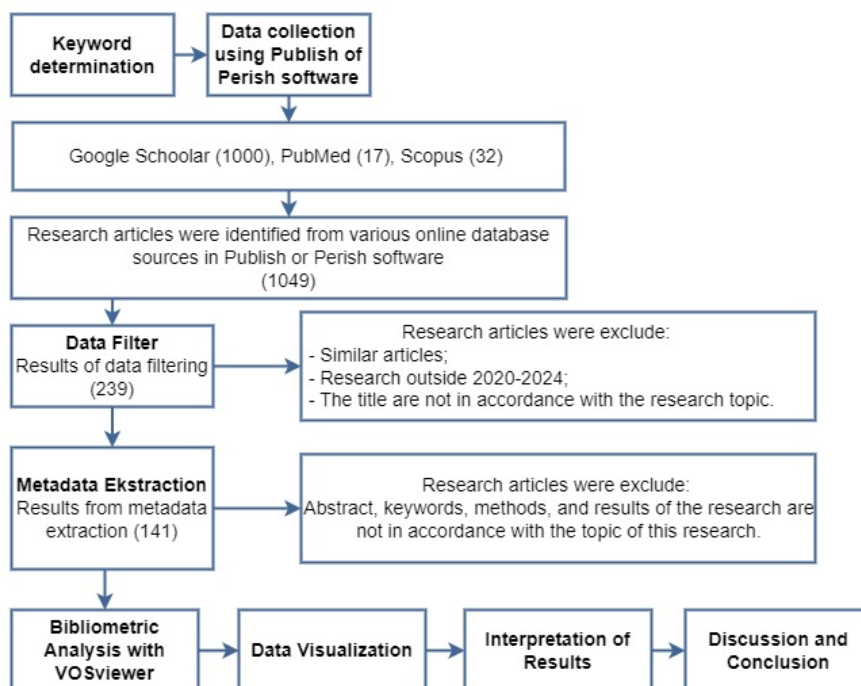 Keyword
determination
Data collection
using Publish of
Perish software
Google Schoolar (1000), PubMed (17), Scopus (32)
Research articles were identified from various online database
sources in Publish or Perish software
(1049)
Data Filter
Results of data filtering
(239)
Research articles were exclude:
- Similar articles;
- Research outside 2020-2024;
- The title are not in accordance with the research topic.
Metadata Ekstraction
Results from metadata
extraction (141)
Research articles were exclude:
Abstract, keywords, methods, and results of the research are
not in accordance with the topic of this research.
Bibliometric
Analysis with
VOSviewer
Data Visualization
Interpretation of
Results
Discussion and
Conclusion